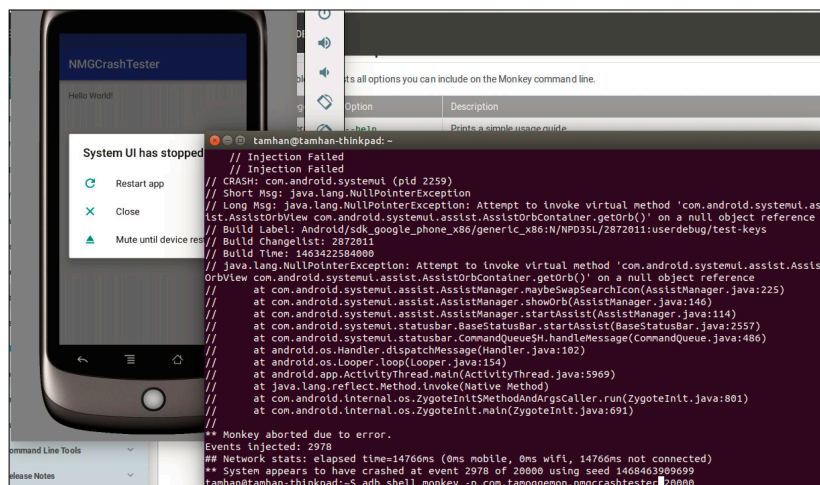 NMGCrashTester
Hello World!
System UI has stopped
Restart app
Close
Mute until device res
sts all options you can include on the Monkey command line.
Option
Description
--help
Prints a simple usage guide
tamhan@tamhan-thinkpad: ~
// Injection Failed
// Injection Failed
// CRASH: com.android.systemui (pid 2259)
// Short Msg: java.lang.NullPointerException
// Long Msg: java.lang.NullPointerException: Attempt to invoke virtual method 'com.android.systemui.as
ist.AssistOrbView com.android.systemui.assist.AssistOrbContainer.getOrb()' on a null object reference
// Build Label: Android/sdk_google_phone_x86/generic_x86:N/NPD35L/2872011:userdebug/test-keys
// Build Changelist: 2872011
// Build Time: 1463422584000
// java.lang.NullPointerException: Attempt to invoke virtual method 'com.android.systemui.assist.Assis
OrbView com.android.systemui.assist.AssistOrbContainer.getOrb()' on a null object reference
// at com.android.systemui.assist.AssistManager.maybeSwapSearchIcon(AssistManager.java:225)
// at com.android.systemui.assist.AssistManager.showOrb(AssistManager.java:146)
// at com.android.systemui.assist.AssistManager.startAssist(AssistManager.java:114)
// at com.android.systemui.statusbar.BaseStatusBar.startAssist(BaseStatusBar.java:2557)
// at com.android.systemui.statusbar.CommandQueue$H.handleMessage(CommandQueue.java:486)
// at android.os.Handler.dispatchMessage(Handler.java:102)
// at android.os.Looper.loop(Looper.java:154)
// at android.app.ActivityThread.main(ActivityThread.java:5969)
// at java.lang.reflect.Method.invoke(Native Method)
// at com.android.internal.os.ZygoteInit$MethodAndArgsCaller.run(ZygoteInit.java:801)
// at com.android.internal.os.ZygoteInit.main(ZygoteInit.java:691)
//
** Monkey aborted due to error.
Events injected: 2978
## Network stats: elapsed time=14766ms (0ms mobile, 0ms wifi, 14766ms not connected)
** System appears to have crashed at event 2978 of 20000 using seed 1468463909699
tamhan@tamhan-thinkpad:~$ adb shell monkey -p com.tamoggemon.nmgcrashtester 20000
ommand Line Tools
elease Notes